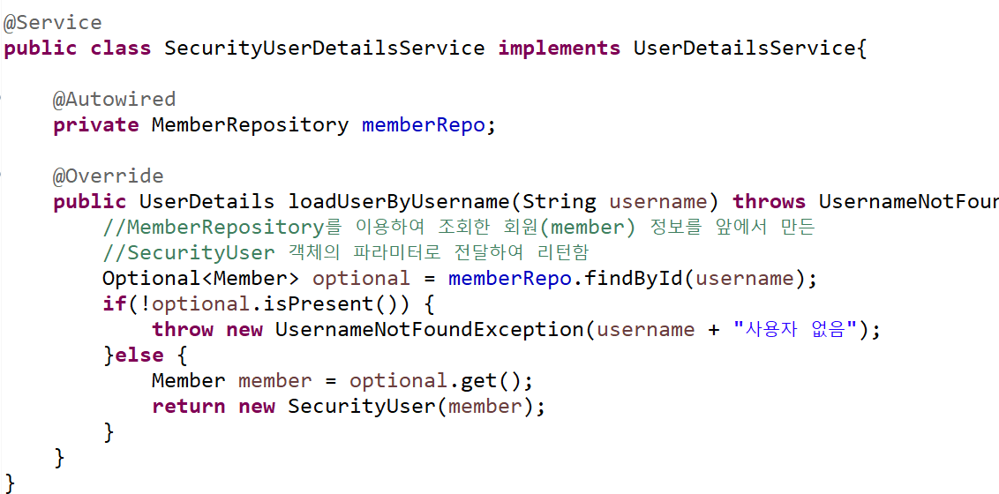 @Service
public class SecurityUserDetailsService implements UserDetailsService{
@Autowired
private MemberRepository memberRepo;
@Override
public UserDetails loadUserByUsername(String username) throws UsernameNotFour
//MemberRepository를 이용하여 조회한 회원(member) 정보를 앞에서 만든
//SecurityUser 객체의 파라미터로 전달하여 리턴함
Optional<Member> optional = memberRepo.findById(username);
if(!optional.isPresent()) {
throw new UsernameNotFoundException(username + "사용자 없음");
}else {
Member member = optional.get();
return new SecurityUser(member);
}
}
}